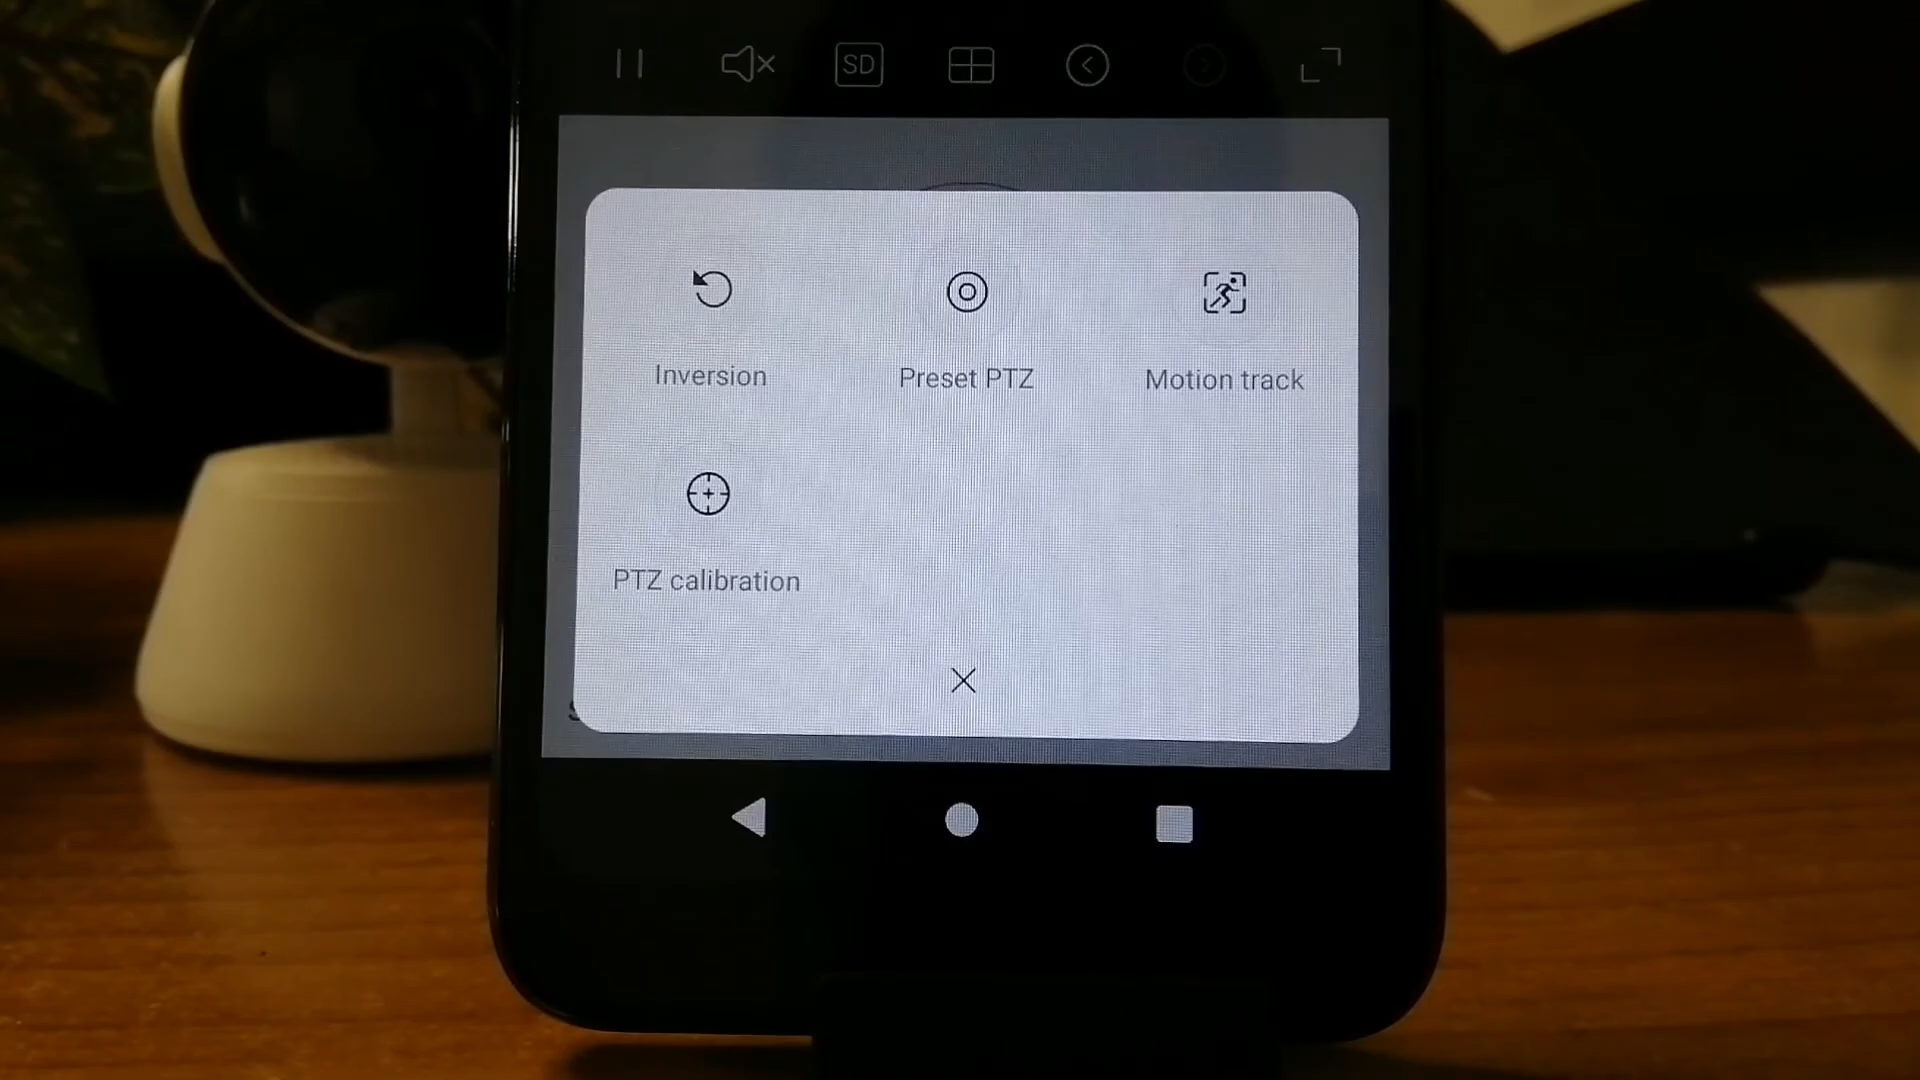 SD
Inversion
Preset PTZ
Motion track
PTZ calibration